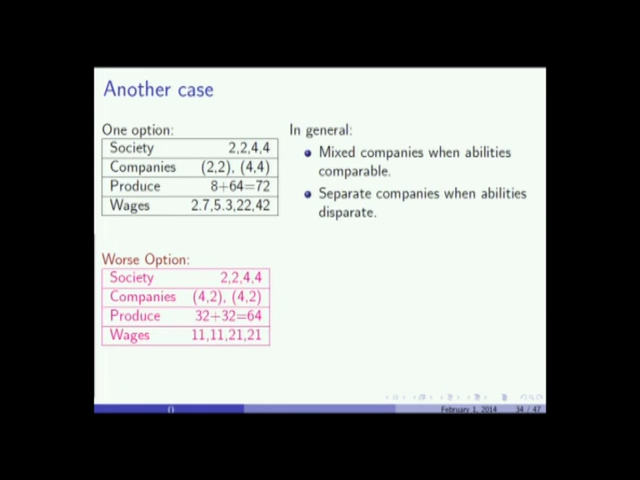 Another case
One option:
Society 2,2,4,4
Companies (2,2), (4,4)
Produce 8+64=72
Wages 2.7,5.3,22,42
In general:
Mixed companies when abilities
comparable.
Separate companies when abilities
disparate.
Worse Option:
Society 2,2,4,4
Companies (4,2), (4,2)
Produce 32+32=64
Wages 11,11,21,21
() February 1, 2014 34 / 47